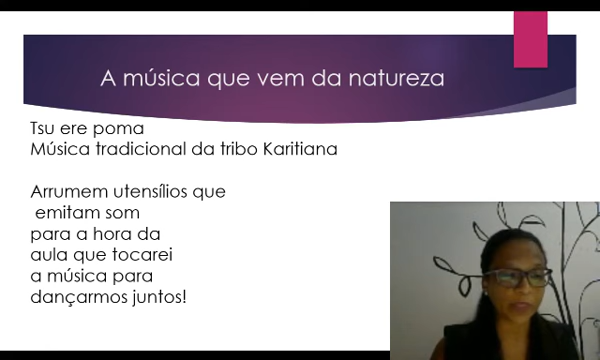 A música que vem da natureza
Tsu ere poma
Música tradicional da tribo Karitiana
Arrumem utensílios que
emitam som
para a hora da
aula que tocarei
a música para
dançarmos juntos!